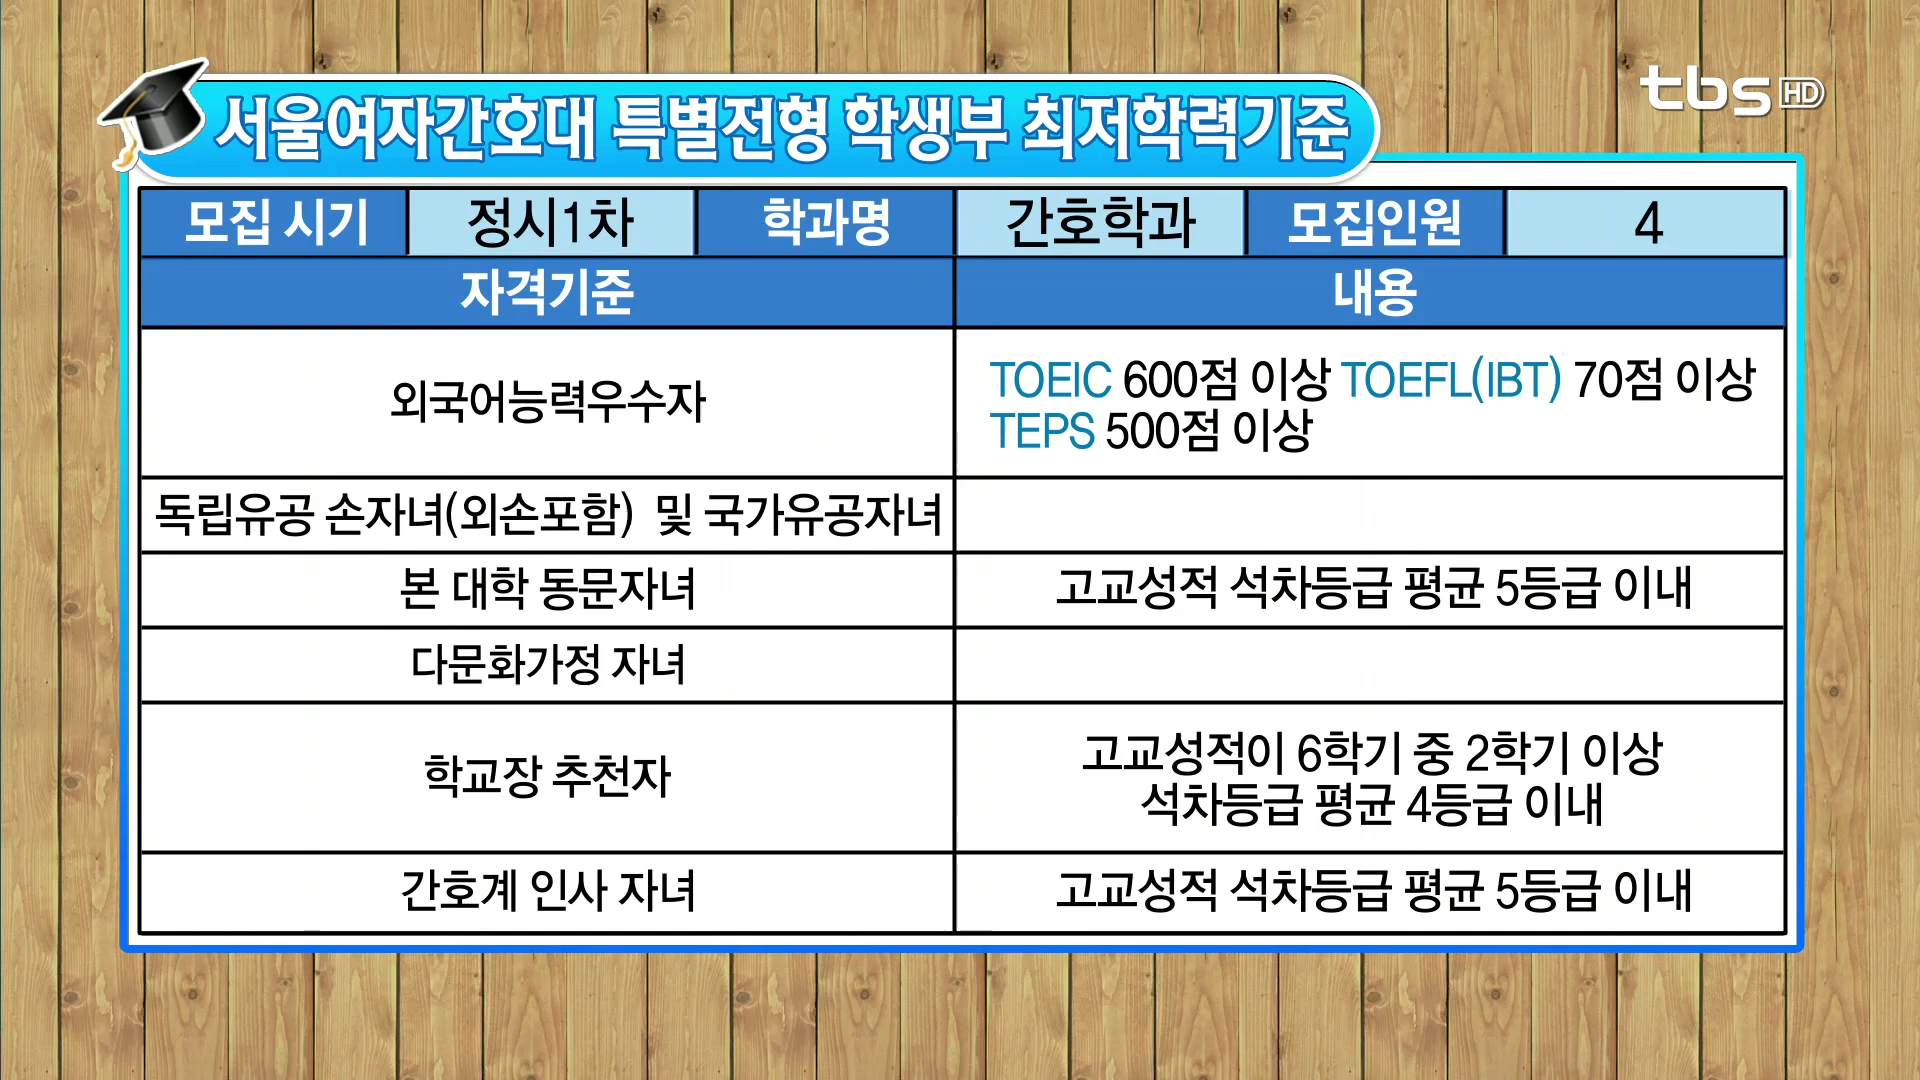 서울여자간호대 특별전형 학생부 최저학력기준
tbs HD
모집 시기 정시1차 학과명 간호학과 모집인원 4
자격기준 내용
외국어능력우수자
TOEIC 600점 이상 TOEFL(IBT) 70점 이상
TEPS 500점 이상
독립유공 손자녀(외손포함) 및 국가유공자녀
본 대학 동문자녀 고교성적 석차등급 평균 5등급 이내
다문화가정 자녀
학교장 추천자
고교성적이 6학기 중 2학기 이상
석차등급 평균 4등급 이내
간호계 인사 자녀 고교성적 석차등급 평균 5등급 이내